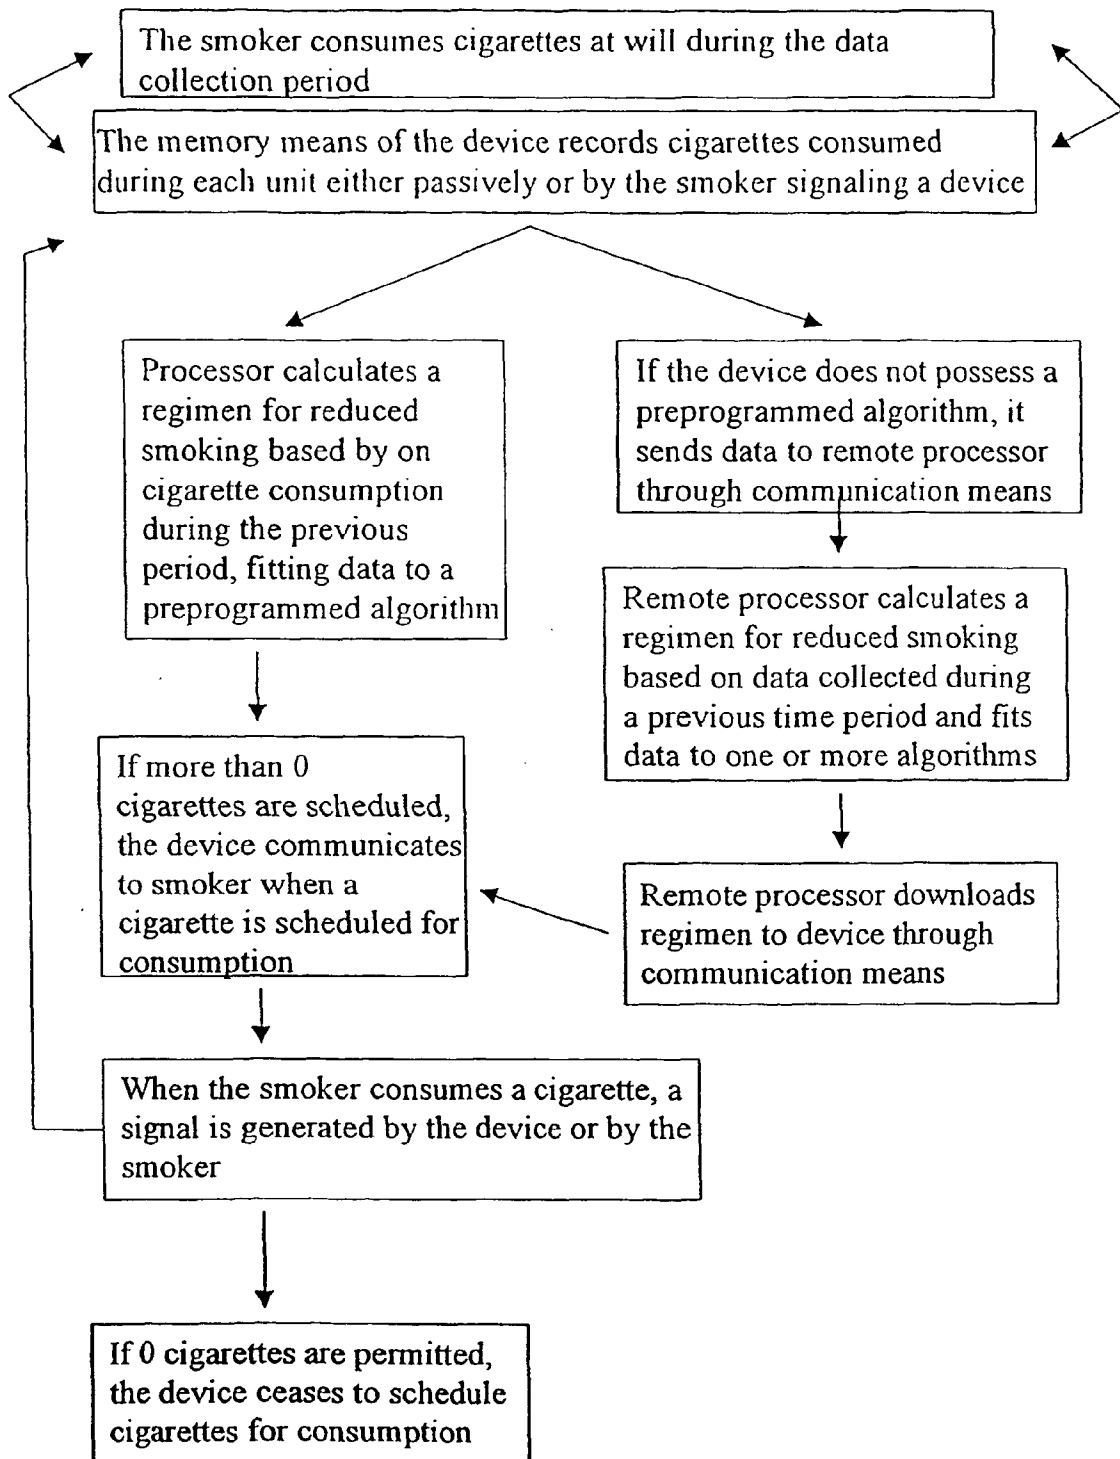 The smoker consumes cigarettes at will during the data
collection period
The memory means of the device records cigarettes consumed
during each unit either passively or by the smoker signaling a device
Processor calculates a
regimen for reduced
smoking based by on
cigarette consumption
during the previous
period, fitting data to a
preprogrammed algorithm
If the device does not possess a
preprogrammed algorithm, it
sends data to remote processor
through communication means
Remote processor calculates a
regimen for reduced smoking
based on data collected during
a previous time period and fits
data to one or more algorithms
If more than 0
cigarettes are scheduled,
the device communicates
to smoker when a
cigarette is scheduled for
consumption
Remote processor downloads
regimen to device through
communication means
When the smoker consumes a cigarette, a
signal is generated by the device or by the
smoker
If 0 cigarettes are permitted,
the device ceases to schedule
cigarettes for consumption